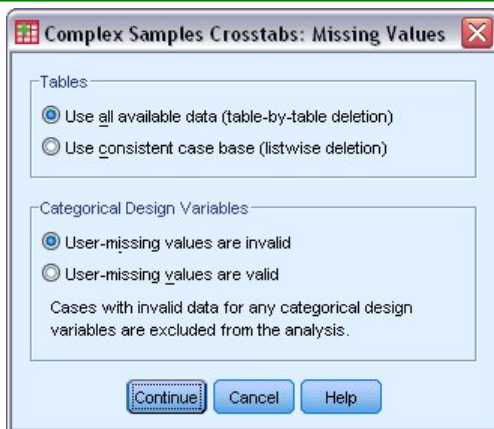 Complex Samples Crosstabs: Missing Values
Tables
Use all available data (table-by-table deletion)
Use consistent case base (listwise deletion)
Categorical Design Variables
User-missing values are invalid
User-missing values are valid
Cases with invalid data for any categorical design
variables are excluded from the analysis.
Continue Cancel Help